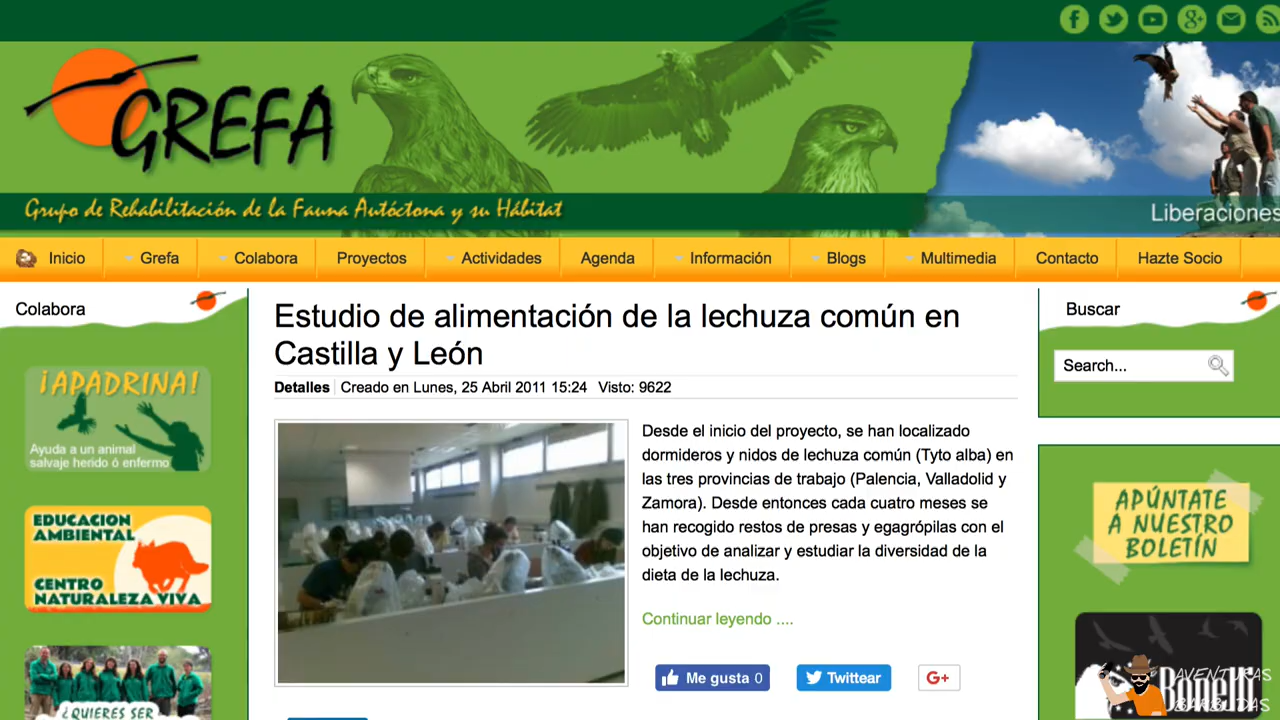 GREFA
Grupo de Rehabilitación de la Fauna Autóctona y su Hábitat
Liberaciones
Inicio
Grefa
Colabora
Proyectos
Actividades
Agenda
Información
Blogs
Multimedia
Contacto
Hazte Socio
Colabora
¡APADRINA!
Ayuda a un animal
salvaje herido ó enfermo
EDUCACION
AMBIENTAL
CENTRO
NATURALEZA VIVA
¿QUIERES SER
Estudio de alimentación de la lechuza común en
Castilla y León
Detalles Creado en Lunes, 25 Abril 2011 15:24 Visto: 9622
Desde el inicio del proyecto, se han localizado
dormideros y nidos de lechuza común (Tyto alba) en
las tres provincias de trabajo (Palencia, Valladolid y
Zamora). Desde entonces cada cuatro meses se
han recogido restos de presas y egagrópilas con el
objetivo de analizar y estudiar la diversidad de la
dieta de la lechuza.
Continuar leyendo ....
Me gusta 0
Twittear
G+
Buscar
Search...
APÚNTATE
A NUESTRO
BOLETÍN
Bonelli
AVENTURAS
BARBUDAS